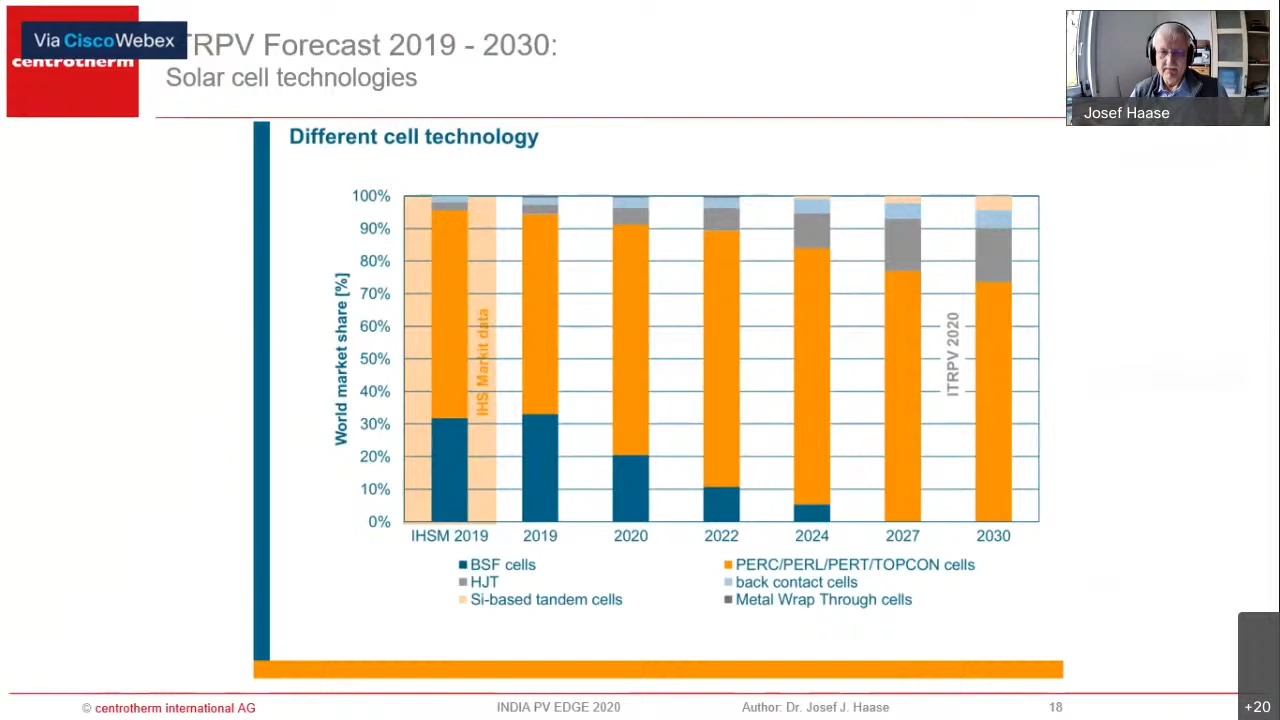 Via Cisco Webex
centrotherm
TRPV Forecast 2019 - 2030:
Solar cell technologies
Josef Haase
Different cell technology
World market share [%]
100%
90%
80%
70%
60%
50%
40%
30%
20%
10%
0%
IHS Markit data
ITRPV 2020
IHSM 2019 2019 2020 2022 2024 2027 2030
BSF cells PERC/PERL/PERT/TOPCON cells
HJT back contact cells
Si-based tandem cells Metal Wrap Through cells
© centrotherm international AG INDIA PV EDGE 2020 Author: Dr. Josef J. Haase 18
+20